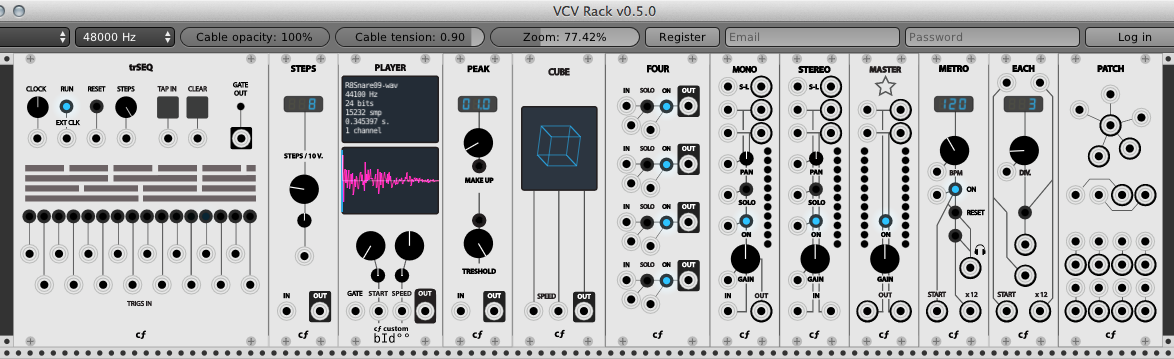 VCV Rack v0.5.0
48000 Hz
Cable opacity: 100%
Cable tension: 0.90
Zoom: 77.42%
Register
Email
Password
Log in
trSEQ
CLOCK
RUN
RESET
STEPS
TAP IN
CLEAR
GATE
OUT
EXT CLK
TRIGS IN
cf
STEPS
8
STEPS / 10 V.
IN
OUT
cf
PLAYER
R8Snare09-wav
44100 Hz
24 bits
15232 smp
0.345397 s.
1 channel
GATE
START
SPEED
OUT
cf custom
bId°°
PEAK
01.0
MAKE UP
TRESHOLD
IN
OUT
cf
CUBE
SPEED
OUT
cf
FOUR
IN
SOLO
ON
OUT
IN
SOLO
ON
OUT
IN
SOLO
ON
OUT
IN
SOLO
ON
OUT
cf
MONO
S-L
PAN
SOLO
ON
GAIN
IN
OUT
cf
STEREO
S-L
PAN
SOLO
ON
GAIN
IN
cf
MASTER
ON
GAIN
OUT
cf
METRO
120
BPM
ON
RESET
START
x 12
cf
EACH
3
DIV.
START
x 12
cf
PATCH
cf